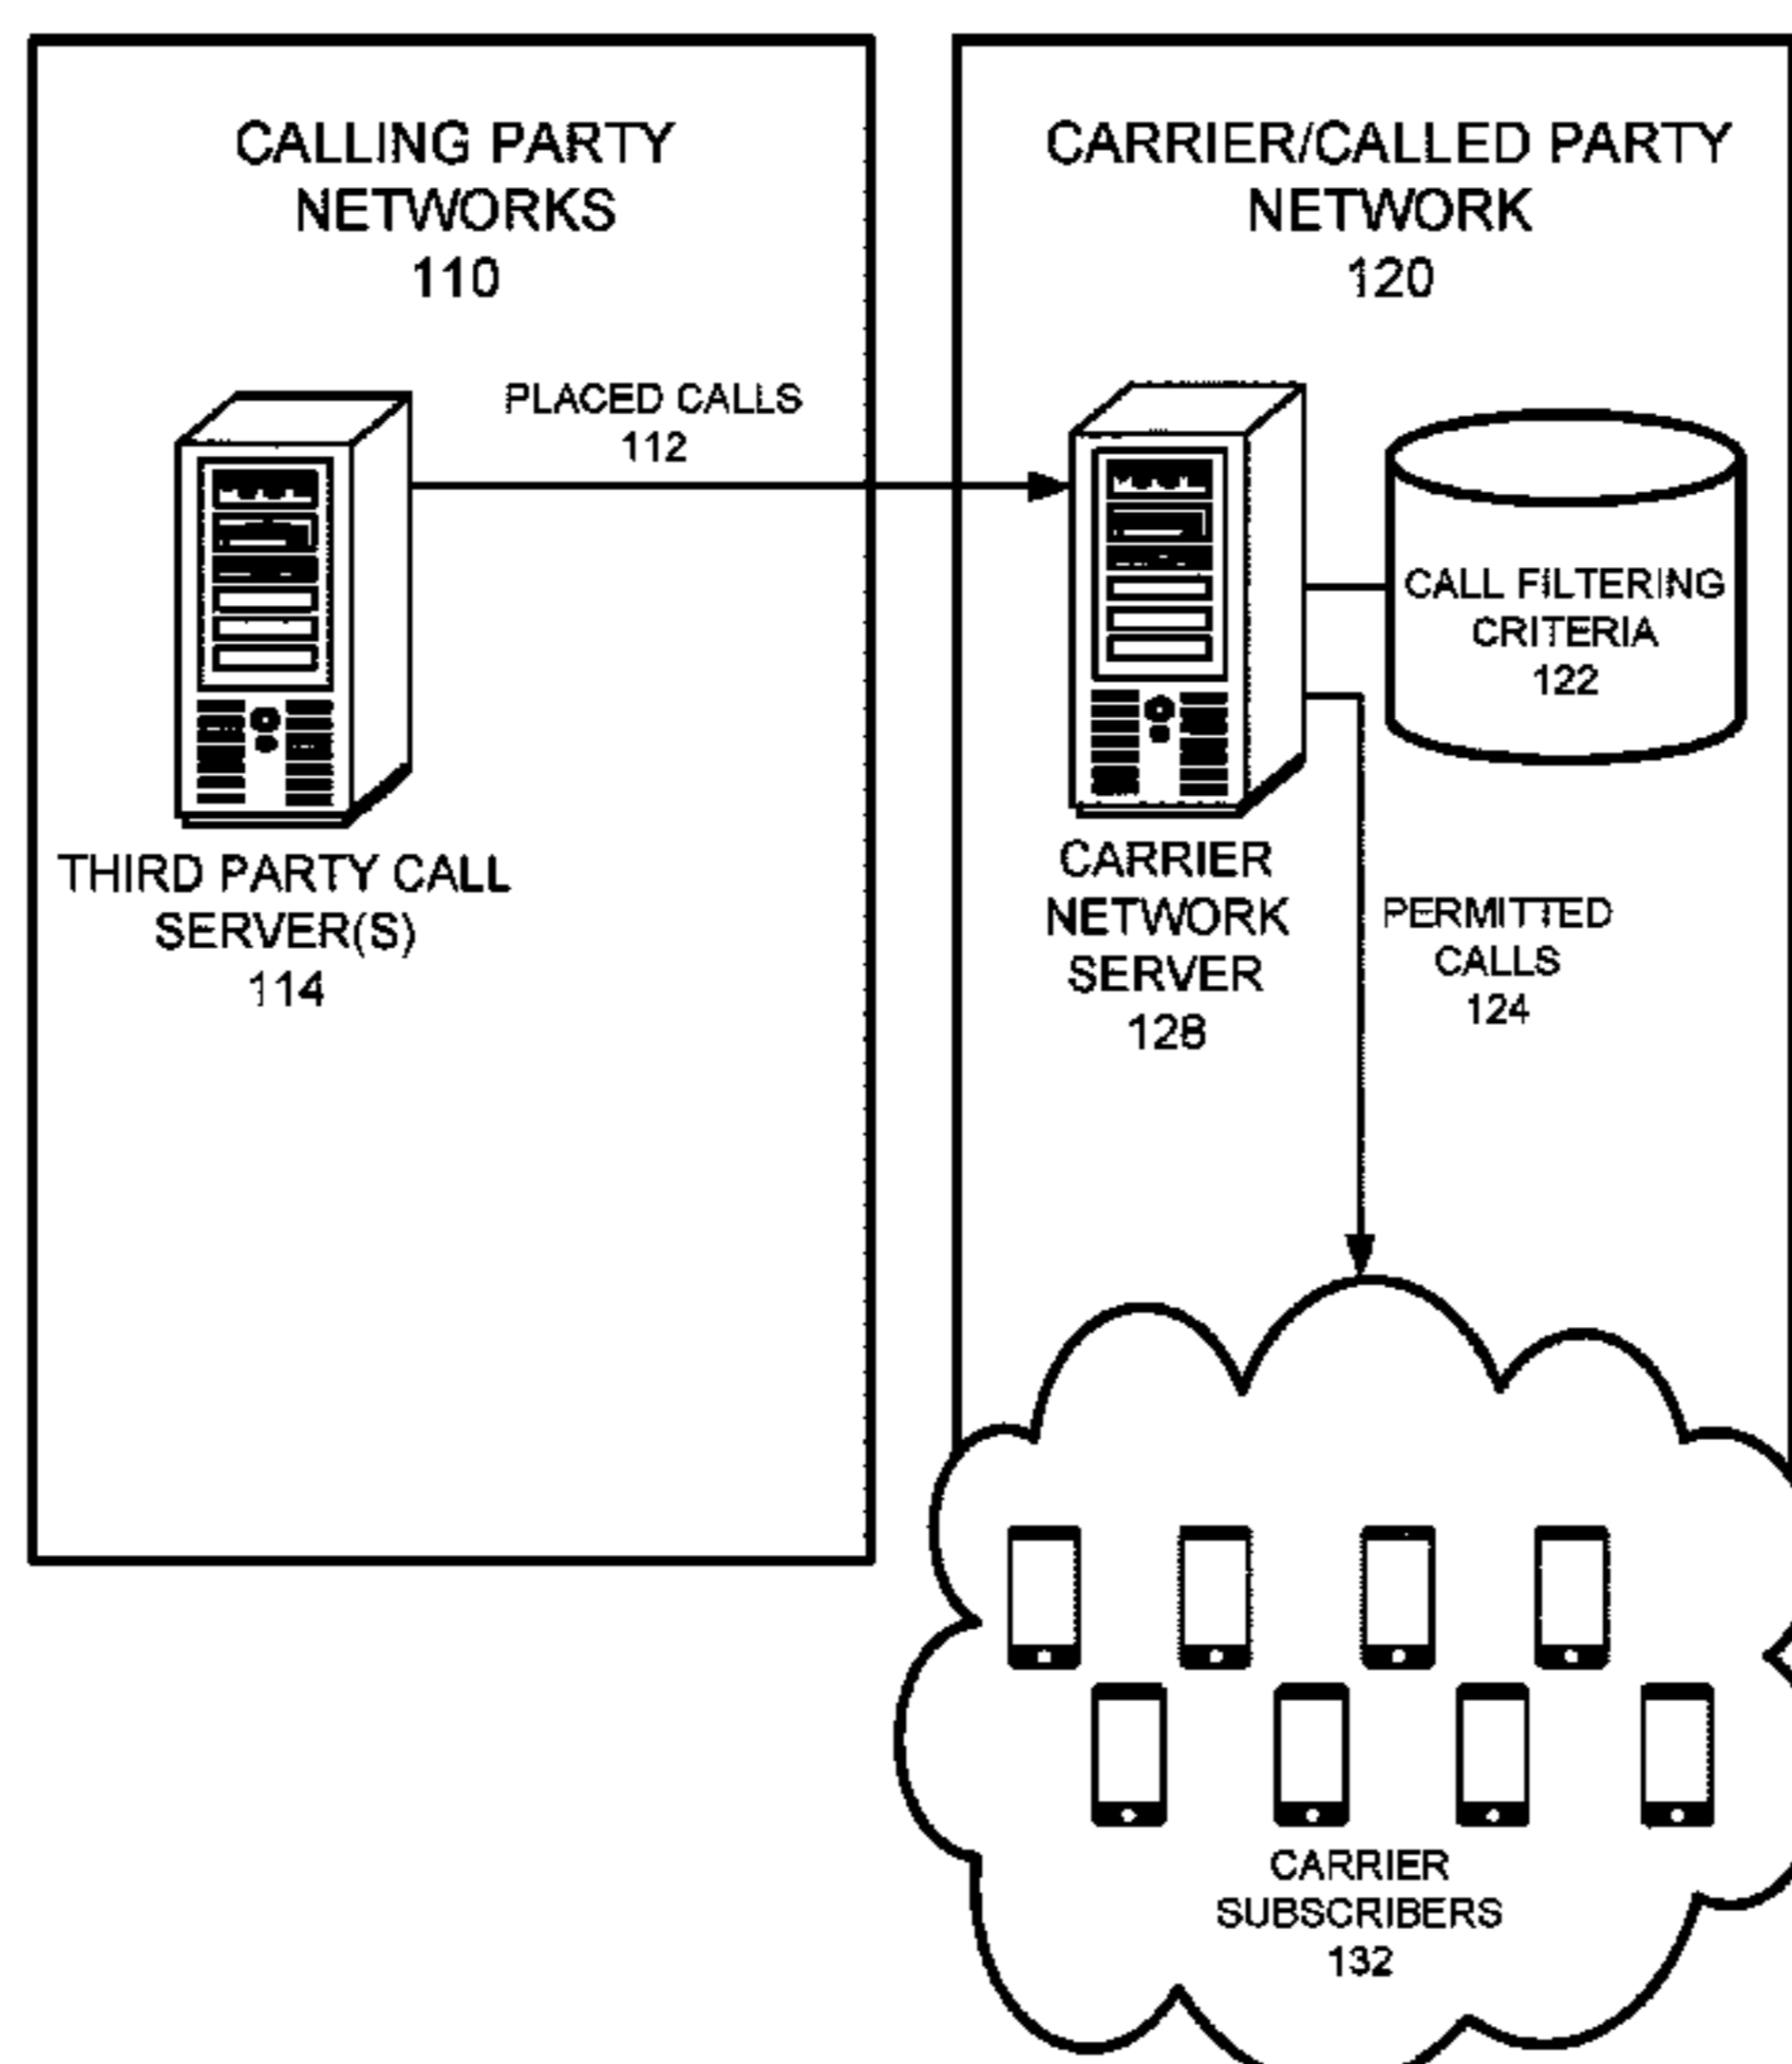 CALLING PARTY
NETWORKS
110
CARRIER/CALLED PARTY
NETWORK
120
PLACED CALLS
112
CALL FILTERING
CRITERIA
122
THIRD PARTY CALL
SERVER(S)
114
CARRIER
NETWORK
SERVER
128
PERMITTED
CALLS
124
CARRIER
SUBSCRIBERS
132